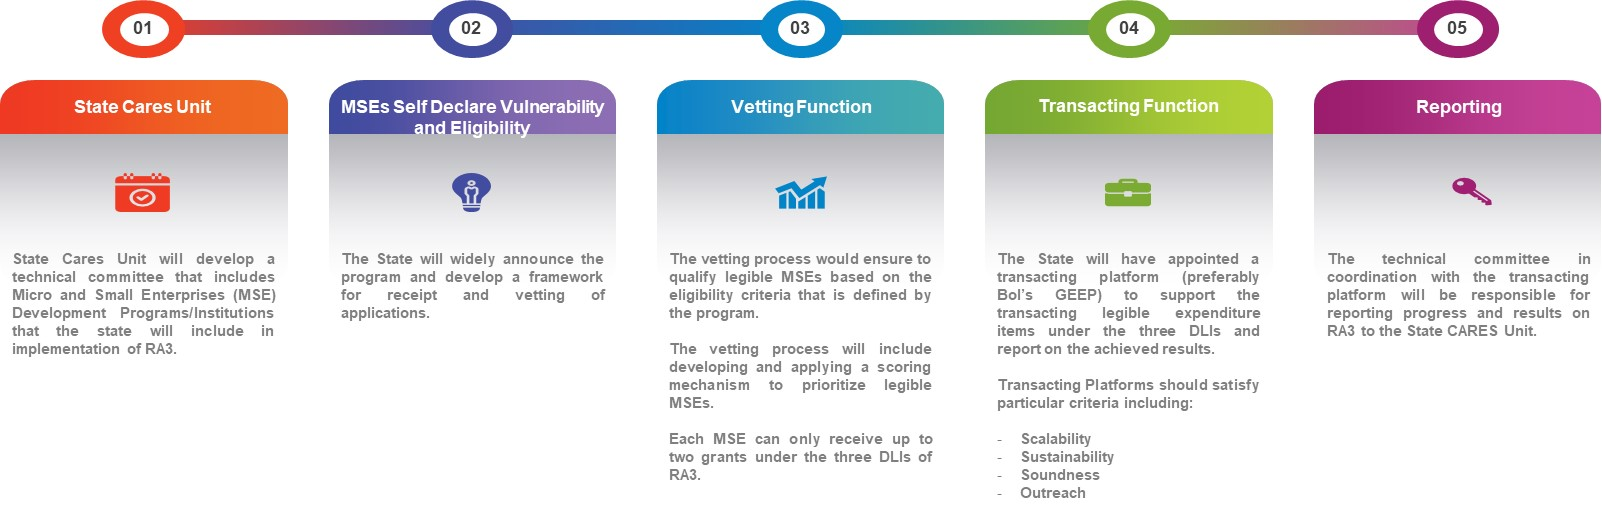 01
02
03
04
05
State Cares Unit
State Cares Unit will develop a
technical committee that includes
Micro and Small Enterprises (MSE)
Development Programs/Institutions
that the state will include in
implementation of RA3.
MSEs Self Declare Vulnerability
and Eligibility
The State will widely announce the
program and develop a framework
for receipt and vetting of
applications.
Vetting Function
The vetting process would ensure to
qualify legible MSEs based on the
eligibility criteria that is defined by
the program.
The vetting process will include
developing and applying a scoring
mechanism to prioritize legible
MSEs.
Each MSE can only receive up to
two grants under the three DLIs of
RA3.
Transacting Function
The State will have appointed a
transacting platform (preferably
BoI's GEEP) to support the
transacting legible expenditure
items under the three DLIs and
report on the achieved results.
Transacting Platforms should satisfy
particular criteria including:
- Scalability
- Sustainability
- Soundness
- Outreach
Reporting
The technical committee in
coordination with the transacting
platform will be responsible for
reporting progress and results on
RA3 to the State CARES Unit.